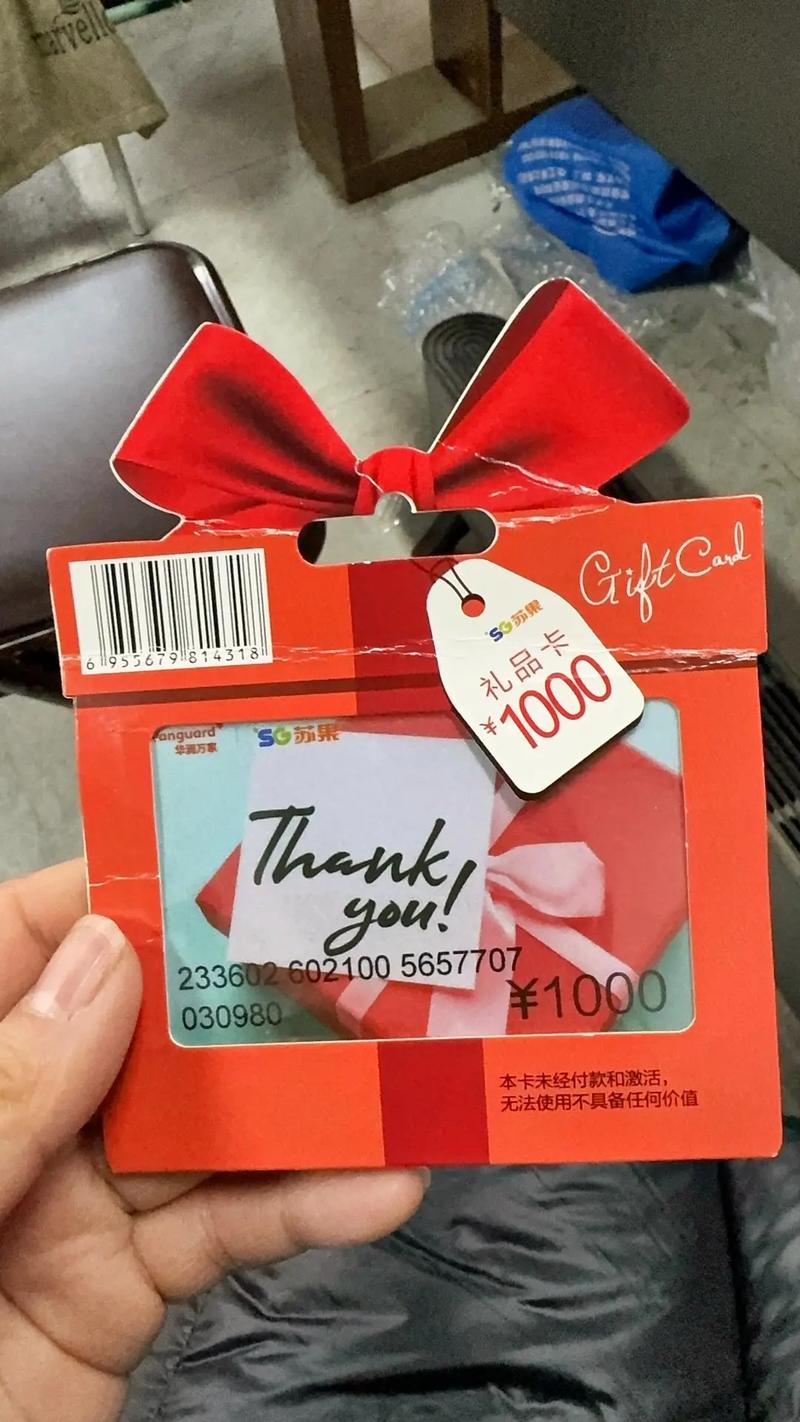 Gift Card
6 955679 814318
SG苏果
礼品卡
¥1000
vanguard
华润万家
SG苏果
Thank
you!
233602 602100 5657707
030980
¥1000
本卡未经付款和激活，
无法使用不具备任何价值